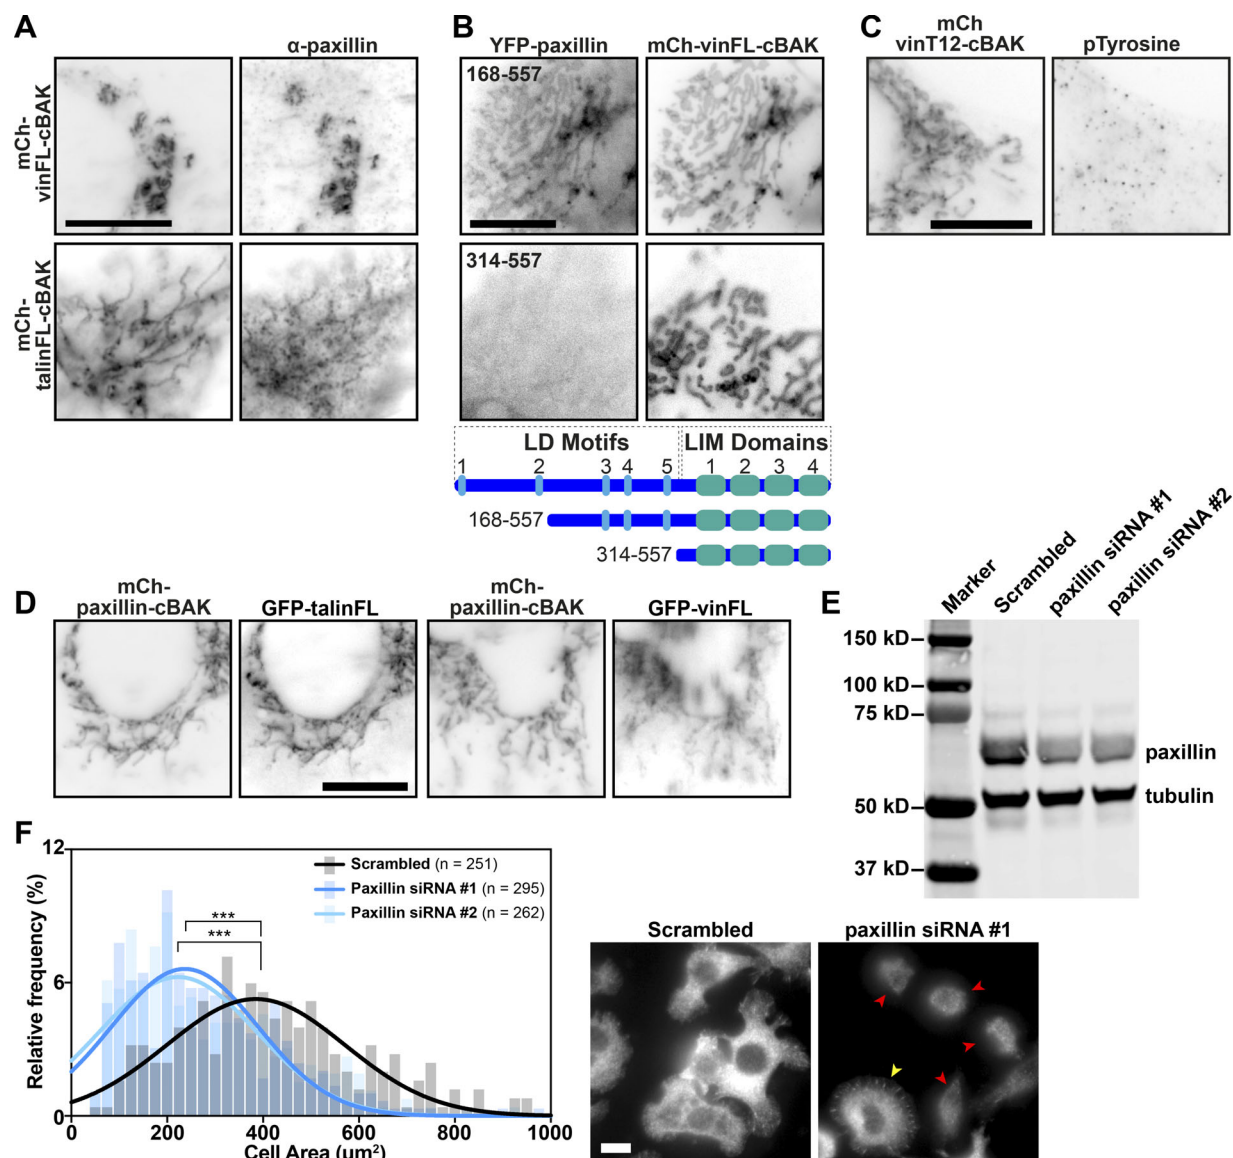 A
α-paxillin
mCh-
vinFL-cBAK
mCh-
talinFL-cBAK
B
YFP-paxillin
mCh-vinFL-cBAK
168-557
314-557
LD Motifs
LIM Domains
1 2 3 4 5 1 2 3 4
168-557
314-557
C
mCh
vinT12-cBAK
pTyrosine
D
mCh-
paxillin-cBAK
GFP-talinFL
mCh-
paxillin-cBAK
GFP-vinFL
E
Marker
Scrambled
paxillin siRNA #1
paxillin siRNA #2
150 kD
100 kD
75 kD
50 kD
37 kD
paxillin
tubulin
F
12
6
0
Relative frequency (%)
Scrambled (n = 251)
Paxillin siRNA #1 (n = 295)
Paxillin siRNA #2 (n = 262)
***
***
0 200 400 600 800 1000
Cell Area (µm²)
Scrambled
paxillin siRNA #1